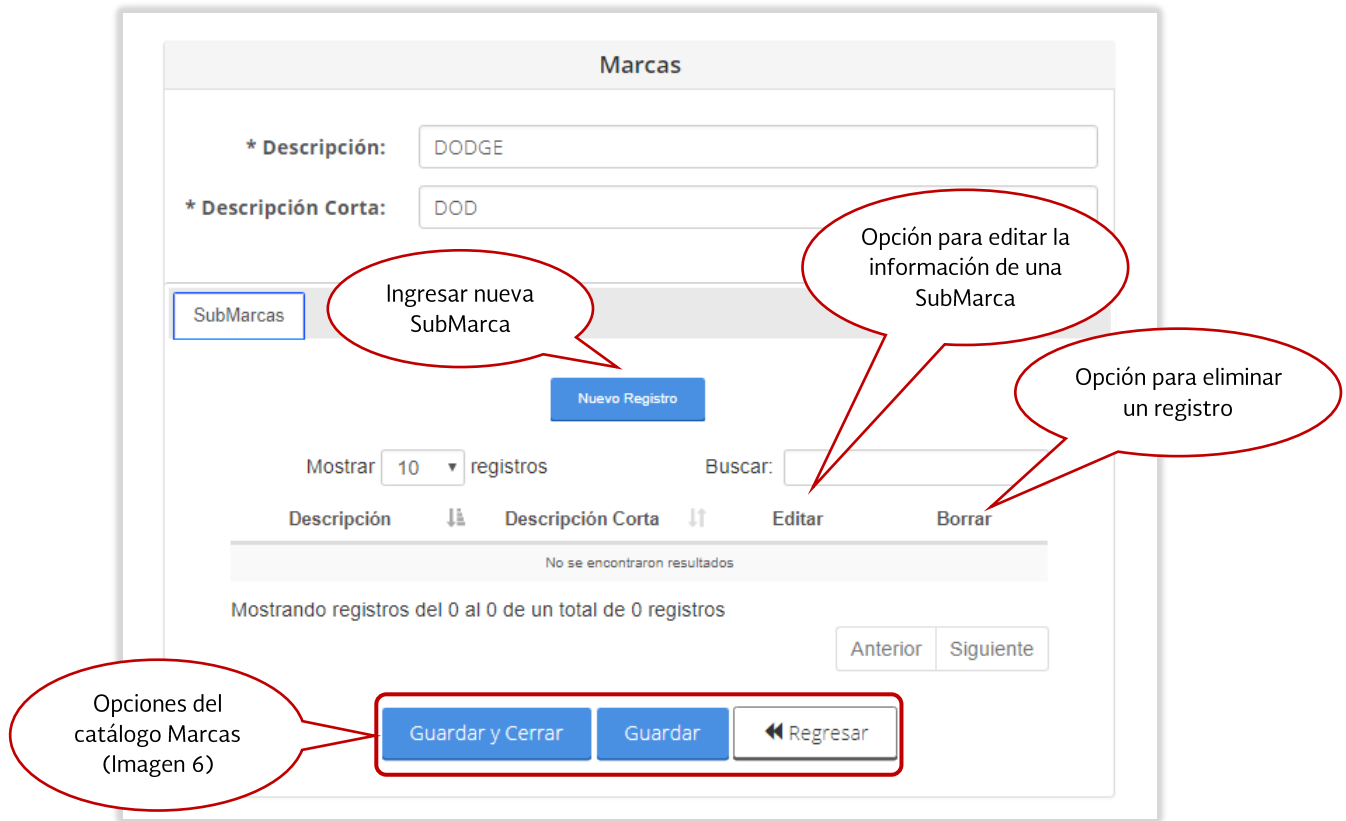 Marcas
* Descripción:
DODGE
* Descripción Corta:
DOD
Opción para editar la
información de una
SubMarca
Ingresar nueva
SubMarca
SubMarcas
Opción para eliminar
un registro
Nuevo Registro
Mostrar 10 registros
Buscar:
Descripción Descripción Corta Editar Borrar
No se encontraron resultados
Mostrando registros del 0 al 0 de un total de 0 registros
Anterior Siguiente
Opciones del
catálogo Marcas
(Imagen 6)
Guardar y Cerrar Guardar Regresar